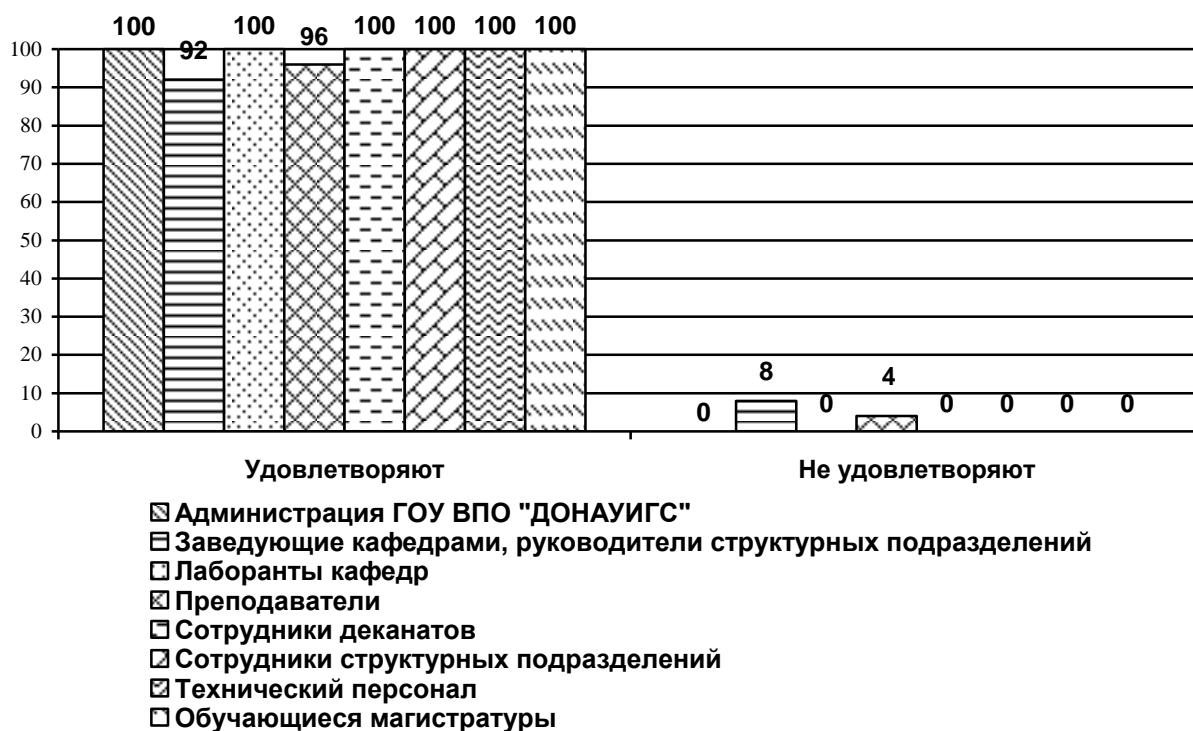 100 92 100 96 100 100 100 100
100
90
80
70
60
50
40
30
20
10
0
0 8 0 4 0 0 0 0
Удовлетворяют Не удовлетворяют
Администрация ГОУ ВПО "ДОНАУИГС"
Заведующие кафедрами, руководители структурных подразделений
Лаборанты кафедр
Преподаватели
Сотрудники деканатов
Сотрудники структурных подразделений
Технический персонал
Обучающиеся магистратуры